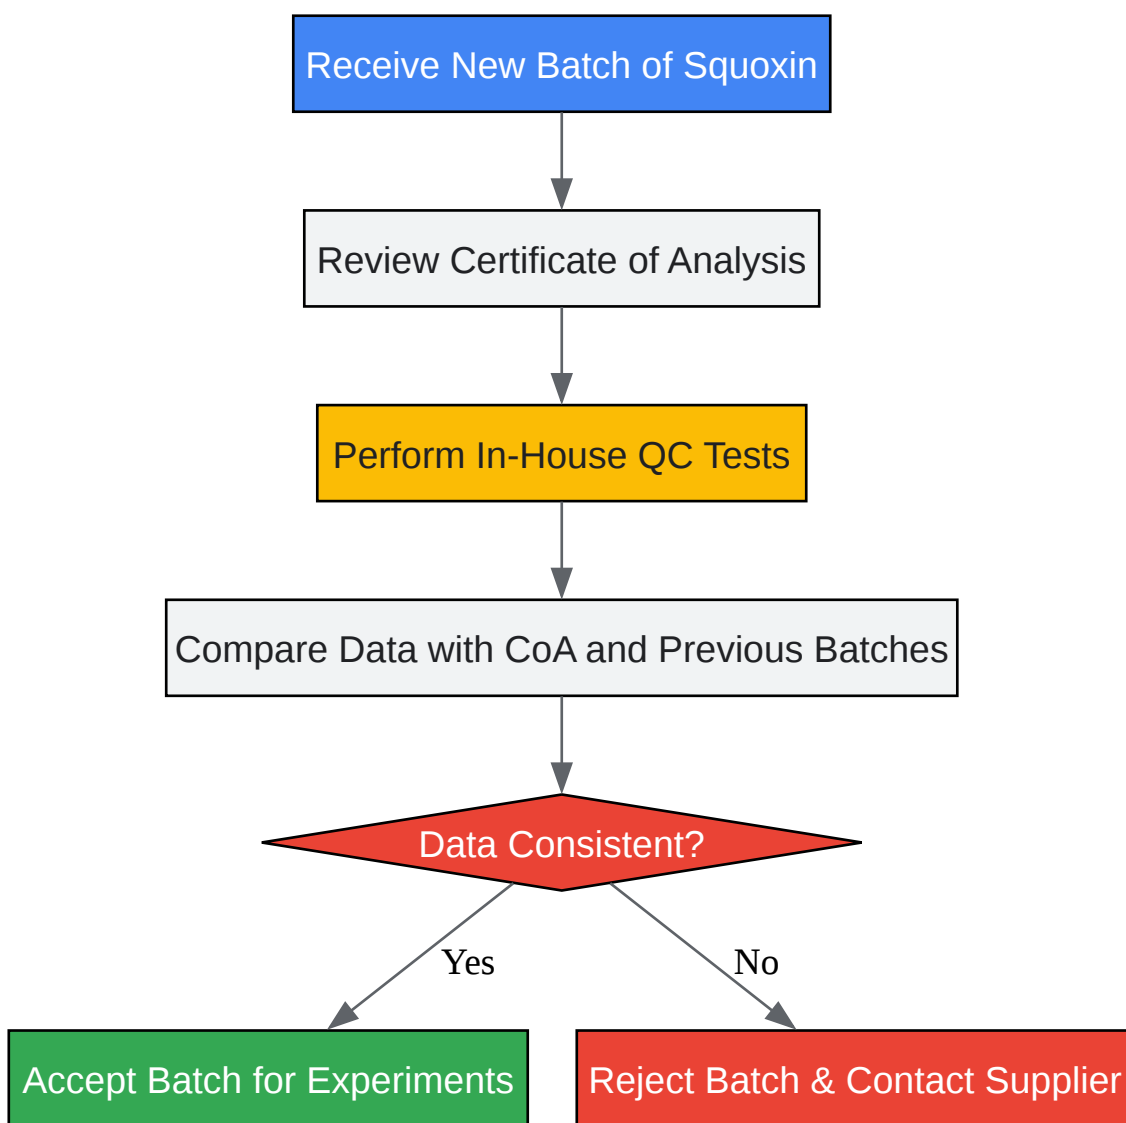 Receive New Batch of Squoxin
Review Certificate of Analysis
Perform In-House QC Tests
Compare Data with CoA and Previous Batches
Data Consistent?
Yes
No
Accept Batch for Experiments
Reject Batch & Contact Supplier